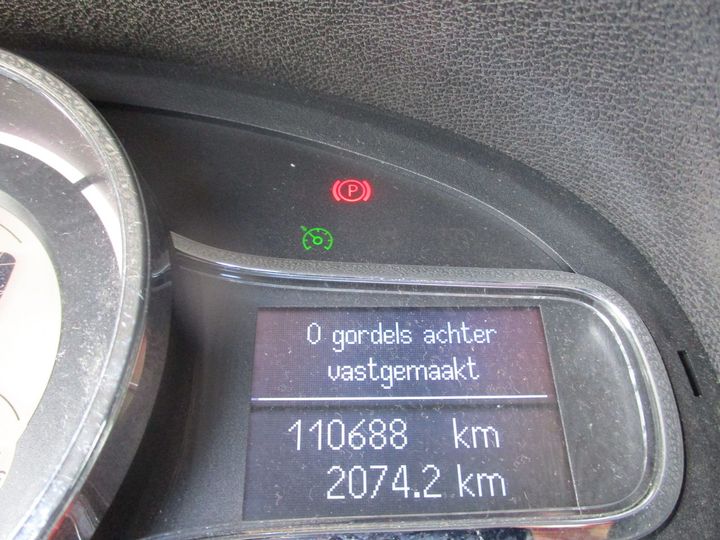 P
0 gordels achter
vastgemaakt
110688 km
2074.2 km